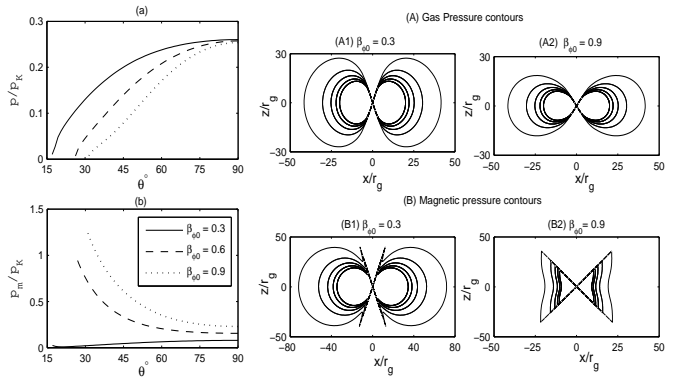 (a)
0.3
0.2
0.1
0
p/p_K
15 30 45 60 75 90
θ°
(b)
1.5
1
0.5
0
p_m/p_K
β_ϕ0 = 0.3
β_ϕ0 = 0.6
β_ϕ0 = 0.9
15 30 45 60 75 90
θ°
(A) Gas Pressure contours
(A1) β_ϕ0 = 0.3
30
0
−30
z/r_g
−50 −25 0 25 50
x/r_g
(A2) β_ϕ0 = 0.9
30
0
−30
z/r_g
−50 −25 0 25 50
x/r_g
(B) Magnetic pressure contours
(B1) β_ϕ0 = 0.3
50
0
−50
z/r_g
−80 −40 0 40 80
x/r_g
(B2) β_ϕ0 = 0.9
50
0
−50
z/r_g
−50 −25 0 25 50
x/r_g